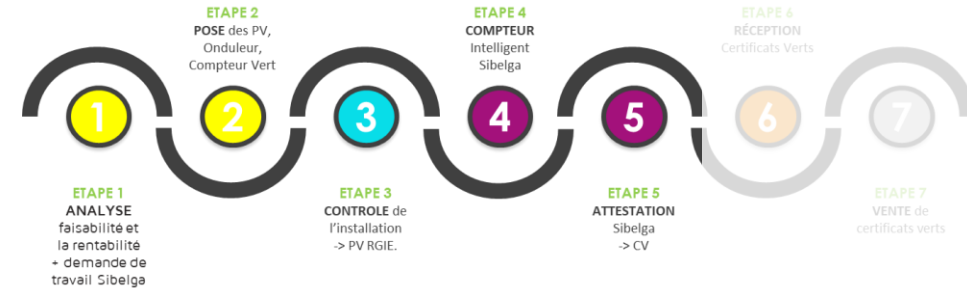 ETAPE 2
POSE des PV,
Onduleur,
Compteur Vert
ETAPE 4
COMPTEUR
Intelligent
Sibelga
ETAPE 6
RÉCEPTION
Certificats Verts
1
2
3
4
5
6
7
ETAPE 1
ANALYSE
faisabilité et
la rentabilité
+ demande de
travail Sibelga
ETAPE 3
CONTROLE de
l'installation
-> PV RGIE.
ETAPE 5
ATTESTATION
Sibelga
-> CV
ETAPE 7
VENTE de
certificats verts